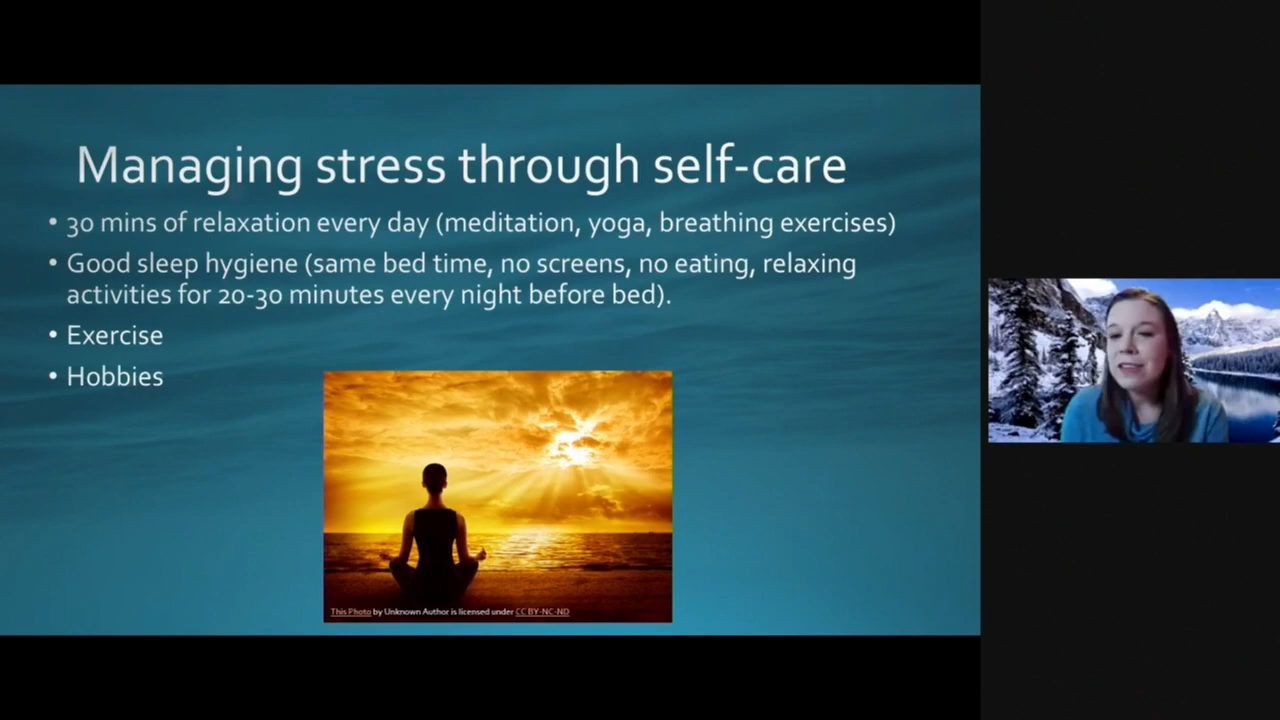 Managing stress through self-care
• 30 mins of relaxation every day (meditation, yoga, breathing exercises)
• Good sleep hygiene (same bed time, no screens, no eating, relaxing
activities for 20-30 minutes every night before bed).
• Exercise
• Hobbies
This Photo by Unknown Author is licensed under CC BY-NC-ND